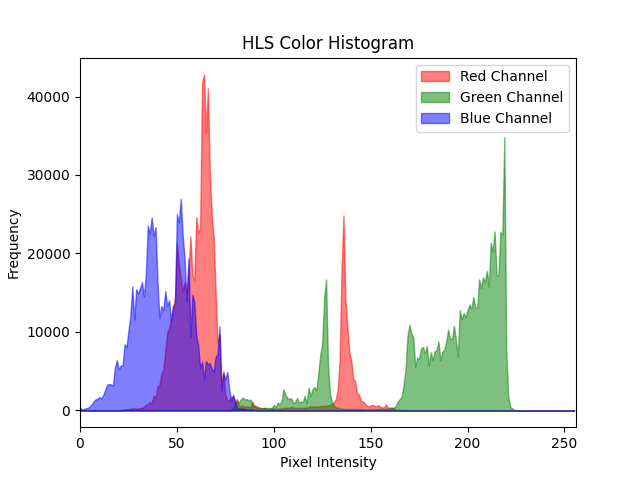 HLS Color Histogram
Red Channel
Green Channel
Blue Channel
Frequency
40000
30000
20000
10000
0
0 50 100 150 200 250
Pixel Intensity